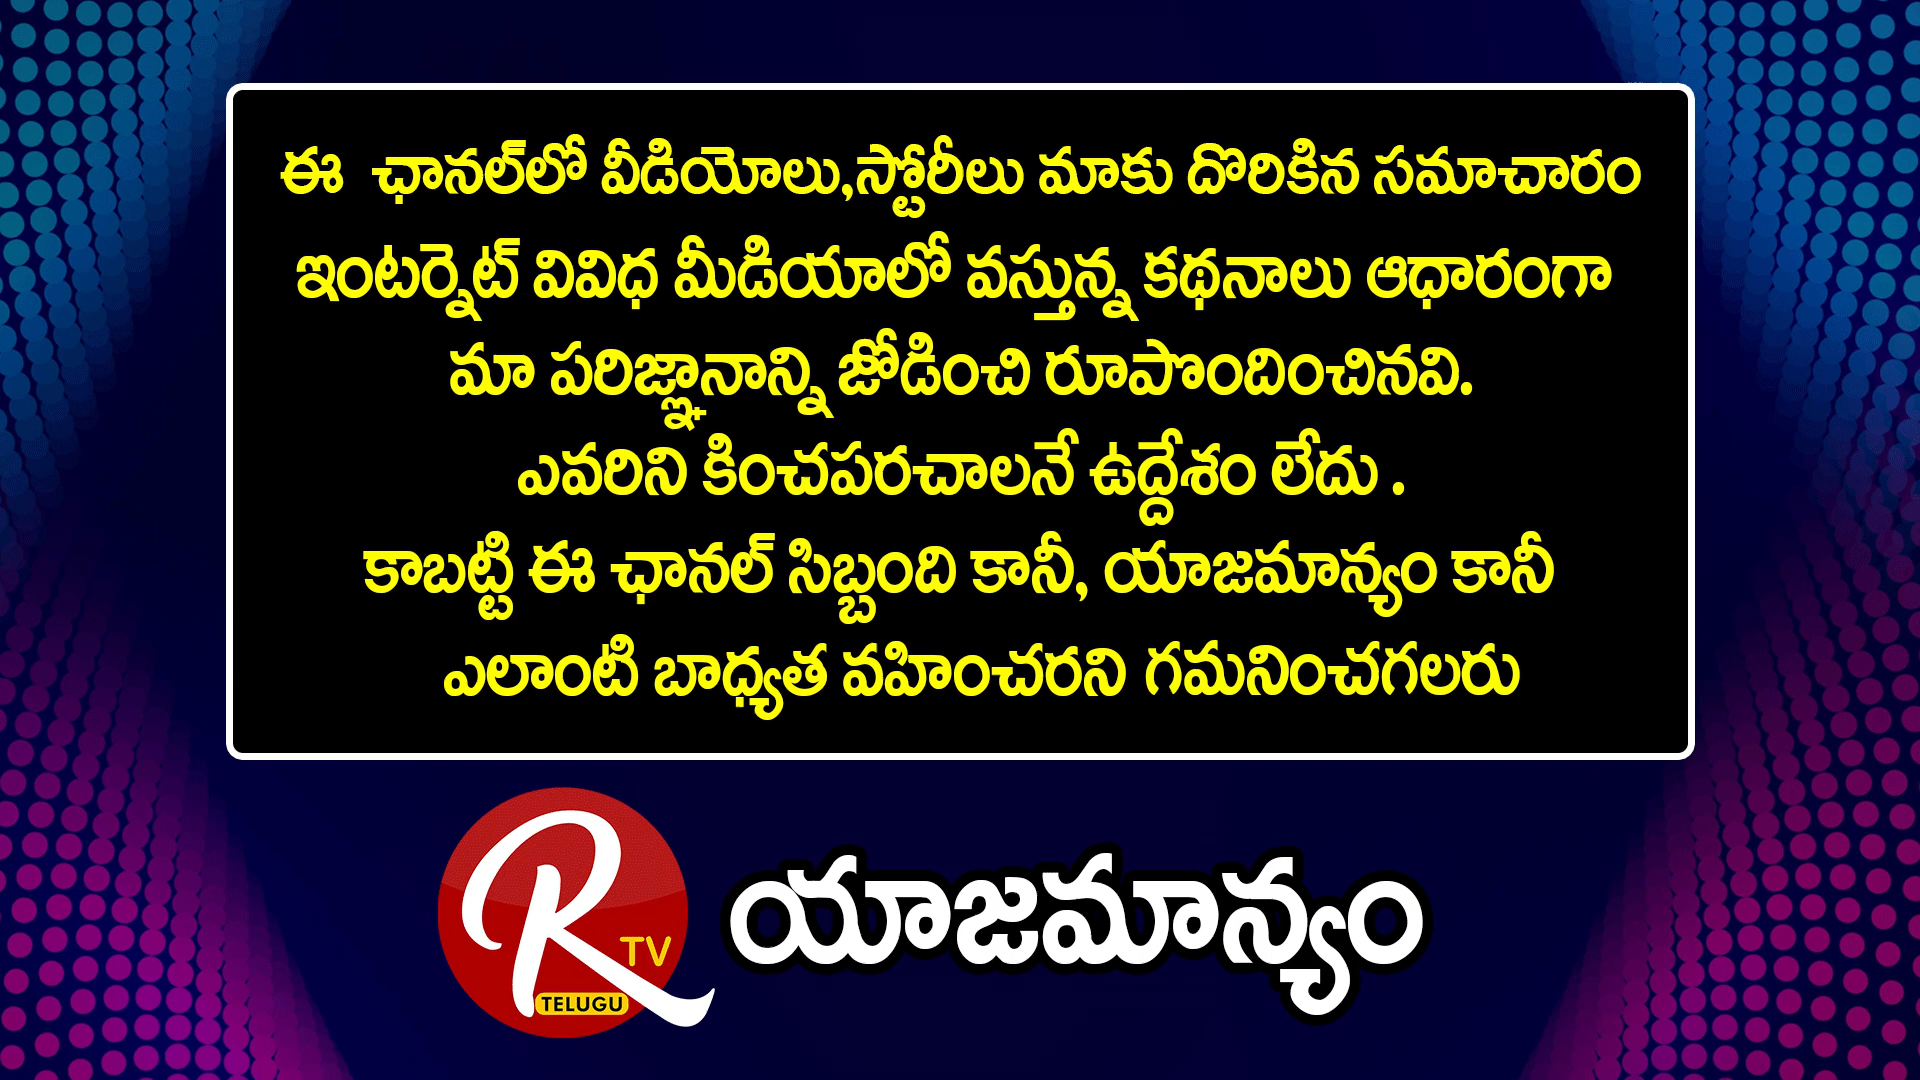 ఈ ఛానల్‌లో వీడియోలు,స్టోరీలు మాకు దొరికిన సమాచారం
ఇంటర్నెట్ వివిధ మీడియాలో వస్తున్న కథనాలు ఆధారంగా
మా పరిజ్ఞానాన్ని జోడించి రూపొందించినవి.
ఎవరిని కించపరచాలనే ఉద్దేశం లేదు .
కాబట్టి ఈ ఛానల్ సిబ్బంది కానీ, యాజమాన్యం కానీ
ఎలాంటి బాధ్యత వహించరని గమనించగలరు
R TV
TELUGU
యాజమాన్యం